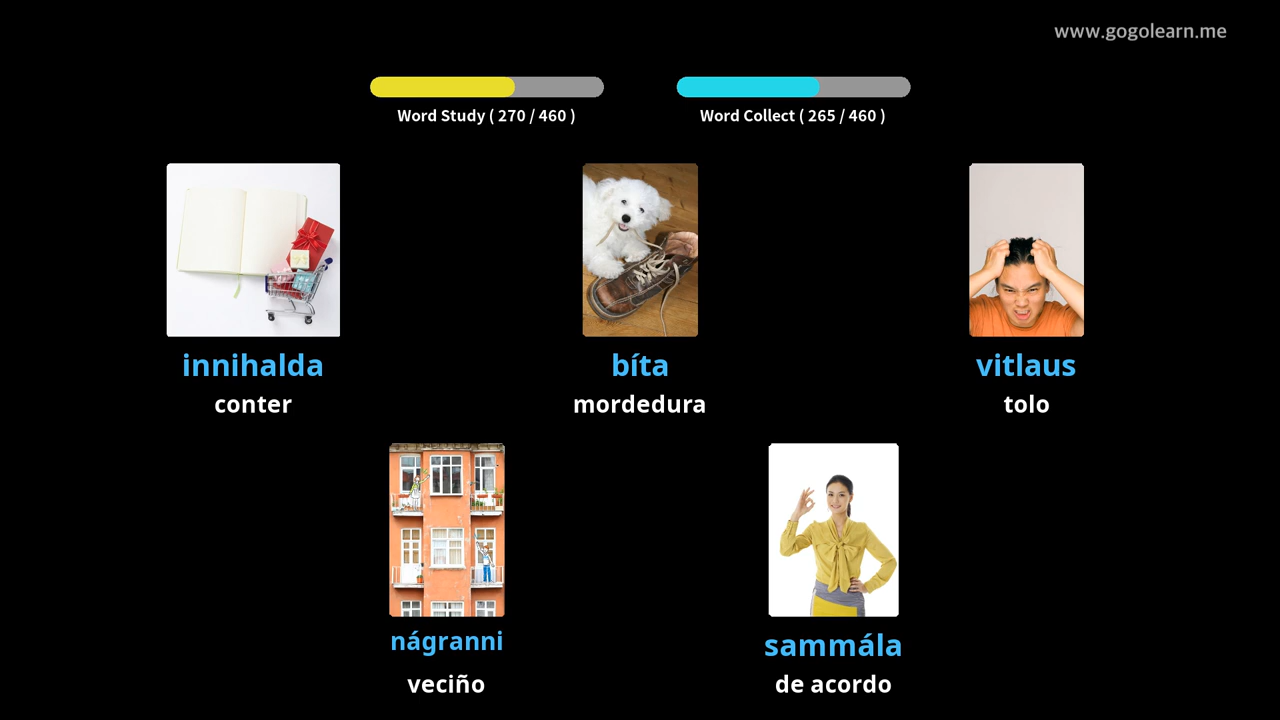 www.gogolearn.me
Word Study ( 270 / 460 )
Word Collect ( 265 / 460 )
innihalda
conter
bíta
mordedura
vitlaus
tolo
nágranni
veciño
sammála
de acordo